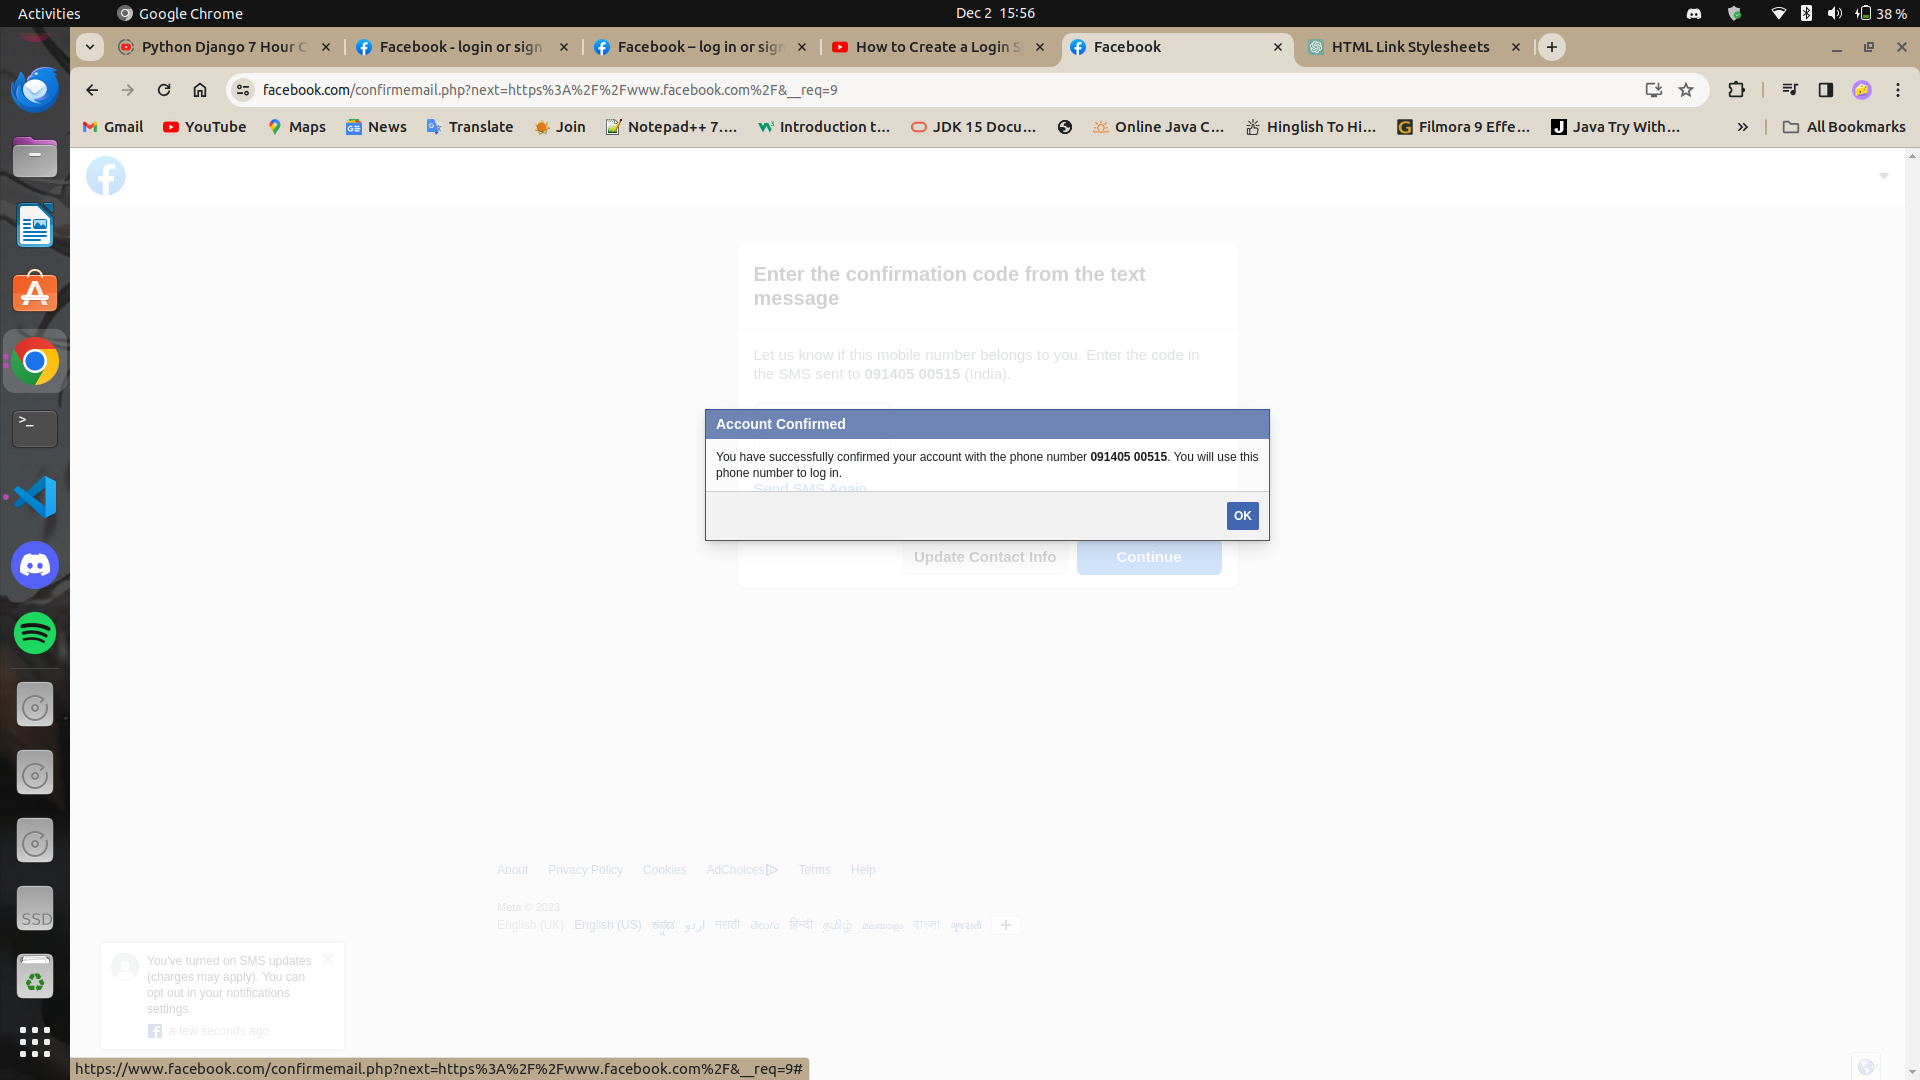 Activities
Google Chrome
Dec 2 15:56
38 %
Python Django 7 Hour C
Facebook - login or sign
Facebook – log in or sign
How to Create a Login S
Facebook
HTML Link Stylesheets
facebook.com/confirmemail.php?next=https%3A%2F%2Fwww.facebook.com%2F&__req=9
Gmail
YouTube
Maps
News
Translate
Join
Notepad++ 7....
Introduction t...
JDK 15 Docu...
Online Java C...
Hinglish To Hi...
Filmora 9 Effe...
Java Try With...
All Bookmarks
Enter the confirmation code from the text
message
Let us know if this mobile number belongs to you. Enter the code in
the SMS sent to 091405 00515 (India).
Account Confirmed
You have successfully confirmed your account with the phone number 091405 00515. You will use this
phone number to log in.
Send SMS Again
OK
Update Contact Info
Continue
About Privacy Policy Cookies AdChoices Terms Help
Meta © 2023
English (UK) English (US) ಕನ್ನಡ اردو मराठी తెలుగు हिन्दी தமிழ் മലയാളം বাংলা ગુજરાતી
You've turned on SMS updates
(charges may apply). You can
opt out in your notifications
settings.
a few seconds ago
SSD
https://www.facebook.com/confirmemail.php?next=https%3A%2F%2Fwww.facebook.com%2F&__req=9#